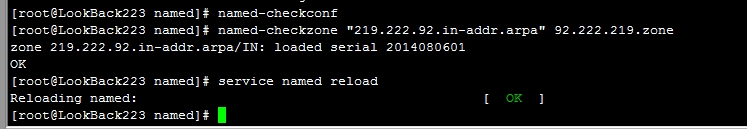 [root@LookBack223 named]# named-checkconf
[root@LookBack223 named]# named-checkzone "219.222.92.in-addr.arpa" 92.222.219.zone
zone 219.222.92.in-addr.arpa/IN: loaded serial 2014080601
OK
[root@LookBack223 named]# service named reload
Reloading named: [ OK ]
[root@LookBack223 named]#